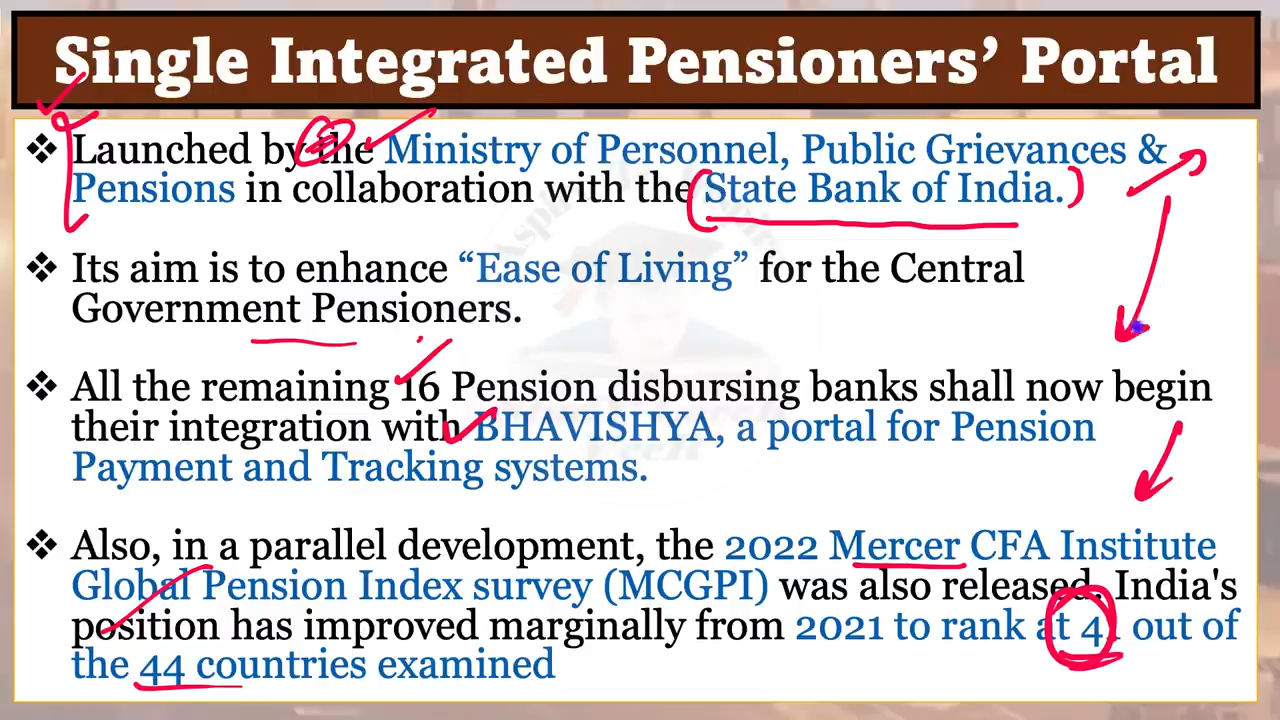 Single Integrated Pensioners’ Portal
❖ Launched by the Ministry of Personnel, Public Grievances &
Pensions in collaboration with the State Bank of India.
❖ Its aim is to enhance “Ease of Living” for the Central
Government Pensioners.
❖ All the remaining 16 Pension disbursing banks shall now begin
their integration with BHAVISHYA, a portal for Pension
Payment and Tracking systems.
❖ Also, in a parallel development, the 2022 Mercer CFA Institute
Global Pension Index survey (MCGPI) was also released. India's
position has improved marginally from 2021 to rank at 41 out of
the 44 countries examined